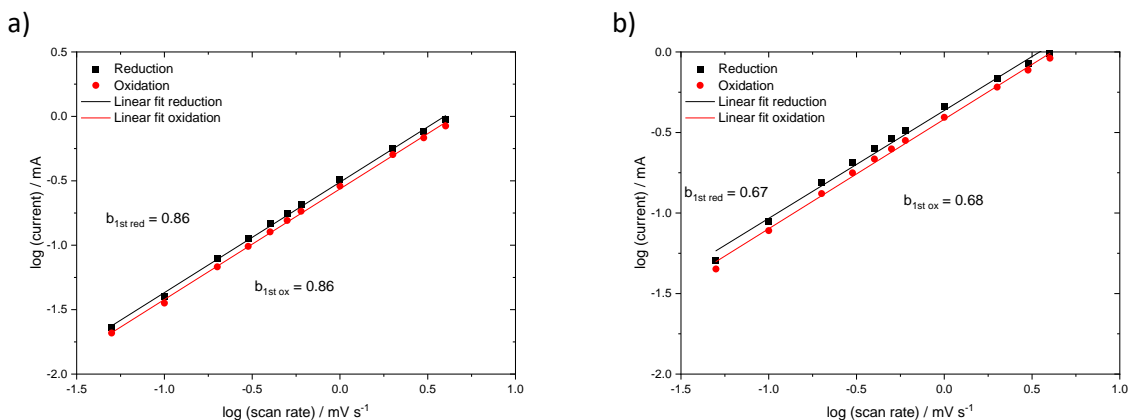 a)
0.5
0.0
-0.5
-1.0
-1.5
-2.0
-1.5 -1.0 -0.5 0.0 0.5 1.0
log (current) / mA
log (scan rate) / mV s⁻¹
Reduction
Oxidation
Linear fit reduction
Linear fit oxidation
b1st red = 0.86
b1st ox = 0.86
b)
0.0
-0.5
-1.0
-1.5
-2.0
-1.5 -1.0 -0.5 0.0 0.5 1.0
log (current) / mA
log (scan rate) / mV s⁻¹
Reduction
Oxidation
Linear fit reduction
Linear fit oxidation
b1st red = 0.67
b1st ox = 0.68